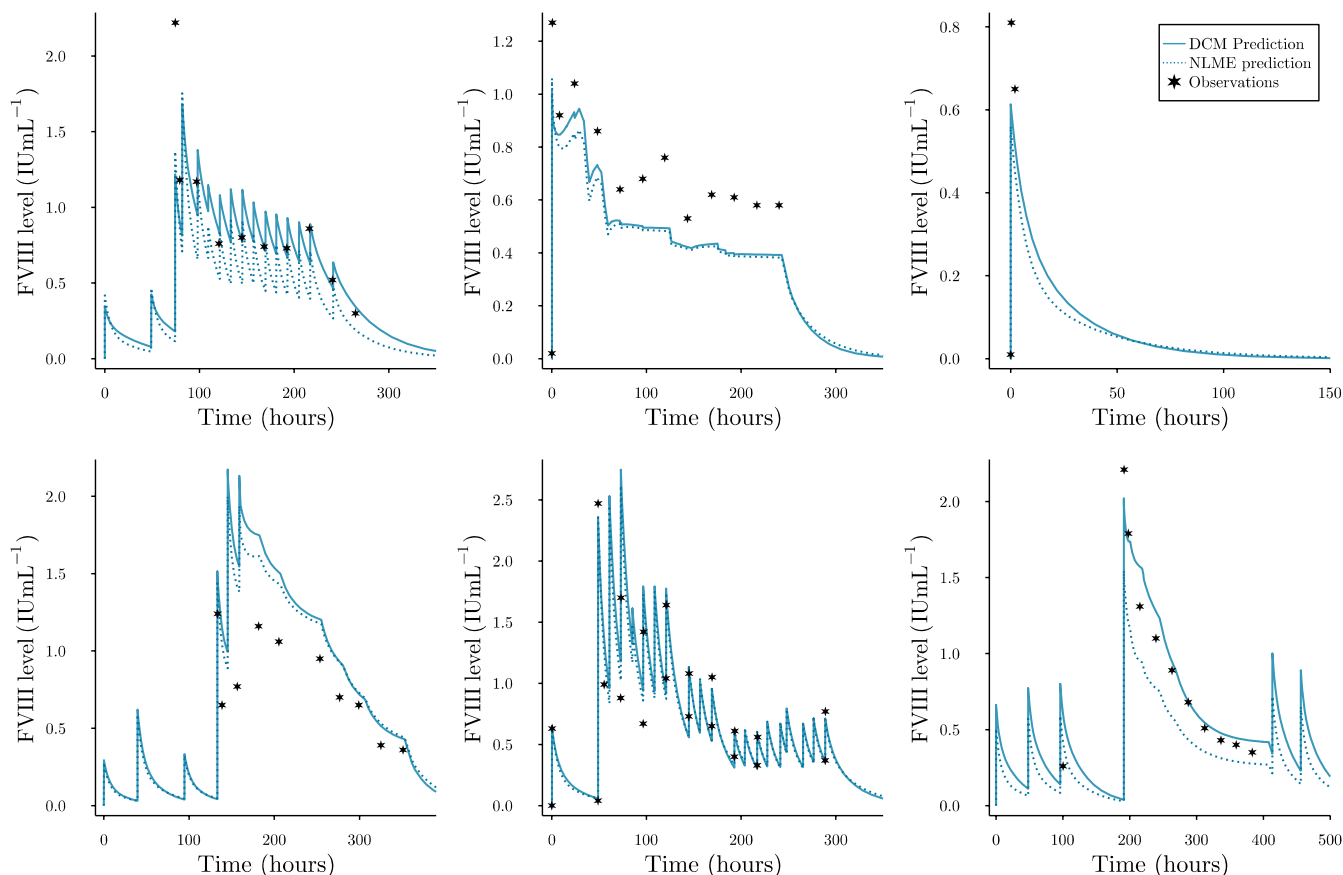 FVIII level (IUmL⁻¹)
2.0
1.5
1.0
0.5
0.0
0 100 200 300
Time (hours)
FVIII level (IUmL⁻¹)
1.2
1.0
0.8
0.6
0.4
0.2
0.0
0 100 200 300
Time (hours)
FVIII level (IUmL⁻¹)
0.8
0.6
0.4
0.2
0.0
0 50 100 150
Time (hours)
DCM Prediction
NLME prediction
Observations
FVIII level (IUmL⁻¹)
2.0
1.5
1.0
0.5
0.0
0 100 200 300
Time (hours)
FVIII level (IUmL⁻¹)
2.5
2.0
1.5
1.0
0.5
0.0
0 100 200 300
Time (hours)
FVIII level (IUmL⁻¹)
2.0
1.5
1.0
0.5
0.0
0 100 200 300 400 500
Time (hours)